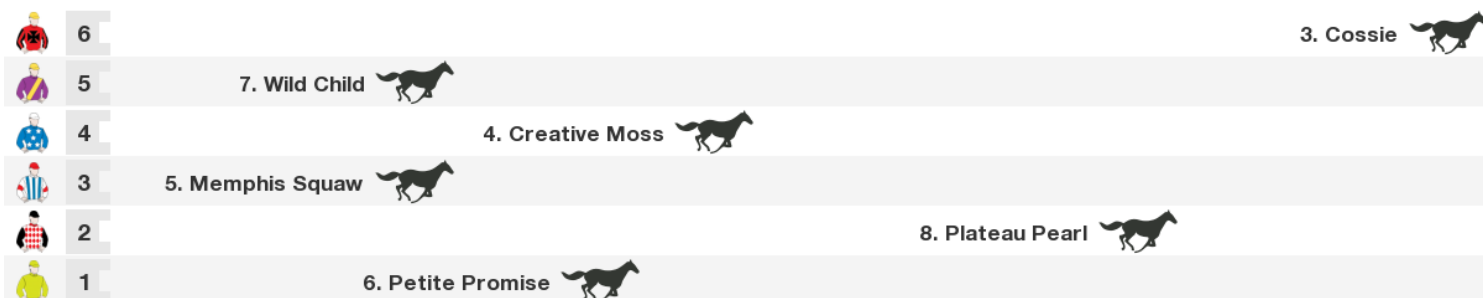 6 3. Cossie
5 7. Wild Child
4 4. Creative Moss
3 5. Memphis Squaw
2 8. Plateau Pearl
1 6. Petite Promise